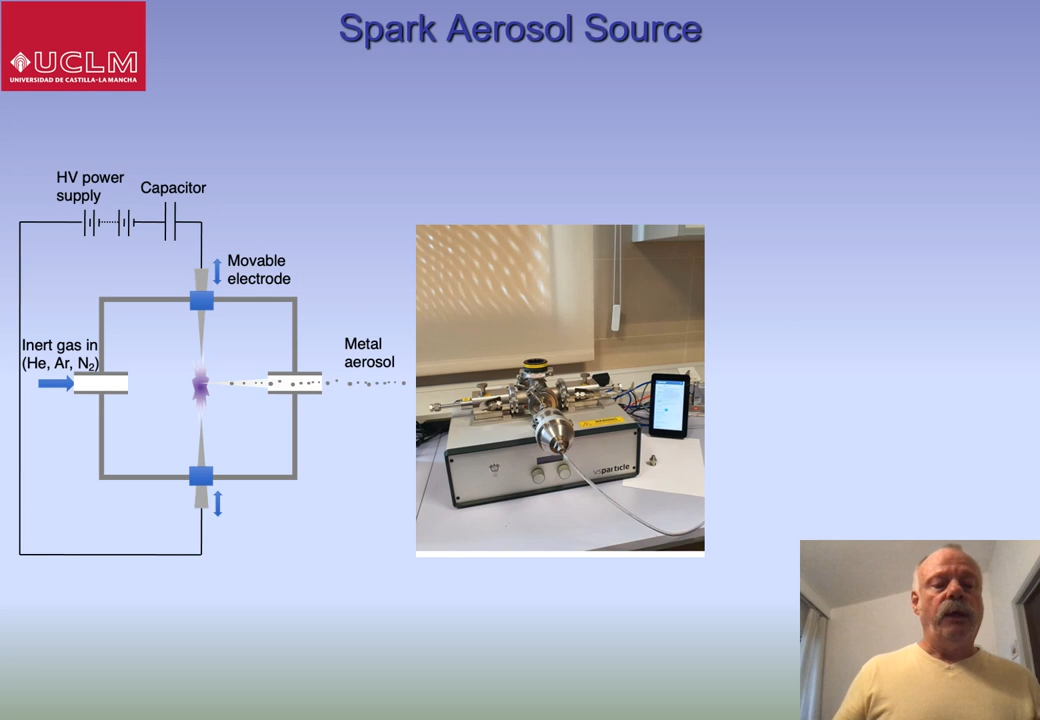 Spark Aerosol Source
UCLM
UNIVERSIDAD DE CASTILLA-LA MANCHA
HV power
supply
Capacitor
Movable
electrode
Inert gas in
(He, Ar, N₂)
Metal
aerosol
vsparticle